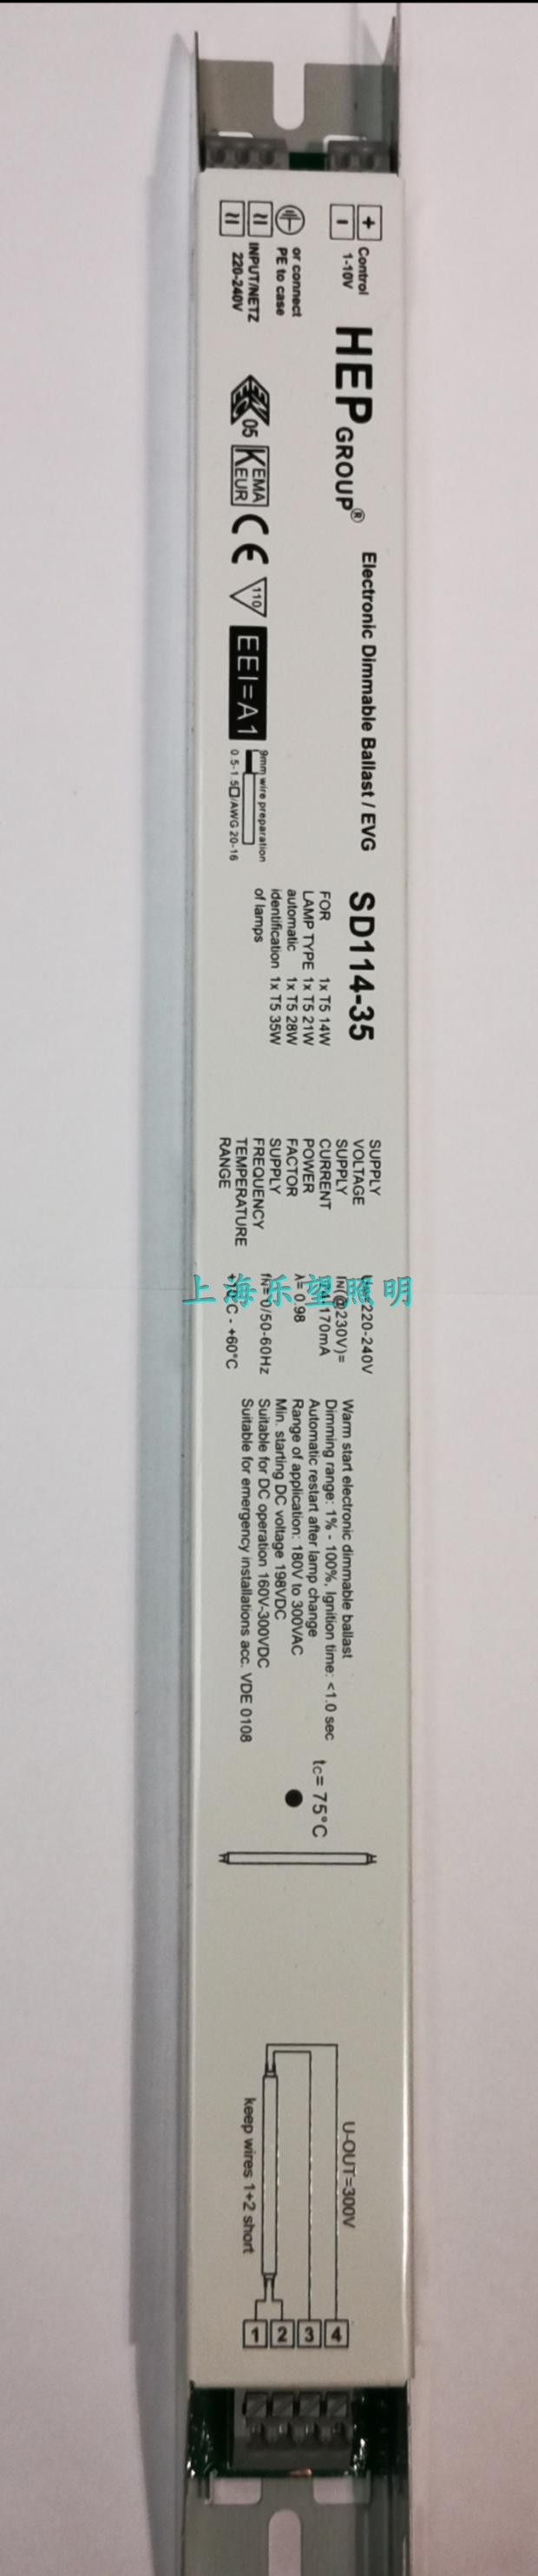 +
-
Control
1-10V
or connect
PE to case
INPUT/NETZ
220-240V
HEP GROUP®
05
KEMA
KEUR
CE
110
EEI=A1
9mm wire preparation
0.5-1.5□/AWG 20-16
Electronic Dimmable Ballast / EVG
SD114-35
FOR 1x T5 14W
LAMP TYPE 1x T5 21W
automatic 1x T5 28W
identification 1x T5 35W
of lamps
SUPPLY
VOLTAGE 220-240V
SUPPLY IN(@230V)=
CURRENT 170mA
POWER
FACTOR λ= 0.98
SUPPLY
FREQUENCY fN= 0/50-60Hz
TEMPERATURE
RANGE - +60°C
上海乐埋照明
Warm start electronic dimmable ballast
Dimming range: 1% - 100%, Ignition time: <1.0 sec
Automatic restart after lamp change
Range of application: 180V to 300VAC
Min. starting DC voltage 198VDC
Suitable for DC operation 160V-300VDC
Suitable for emergency installations acc. VDE 0108
tc= 75°C
U-OUT=300V
keep wires 1+2 short
4
3
2
1